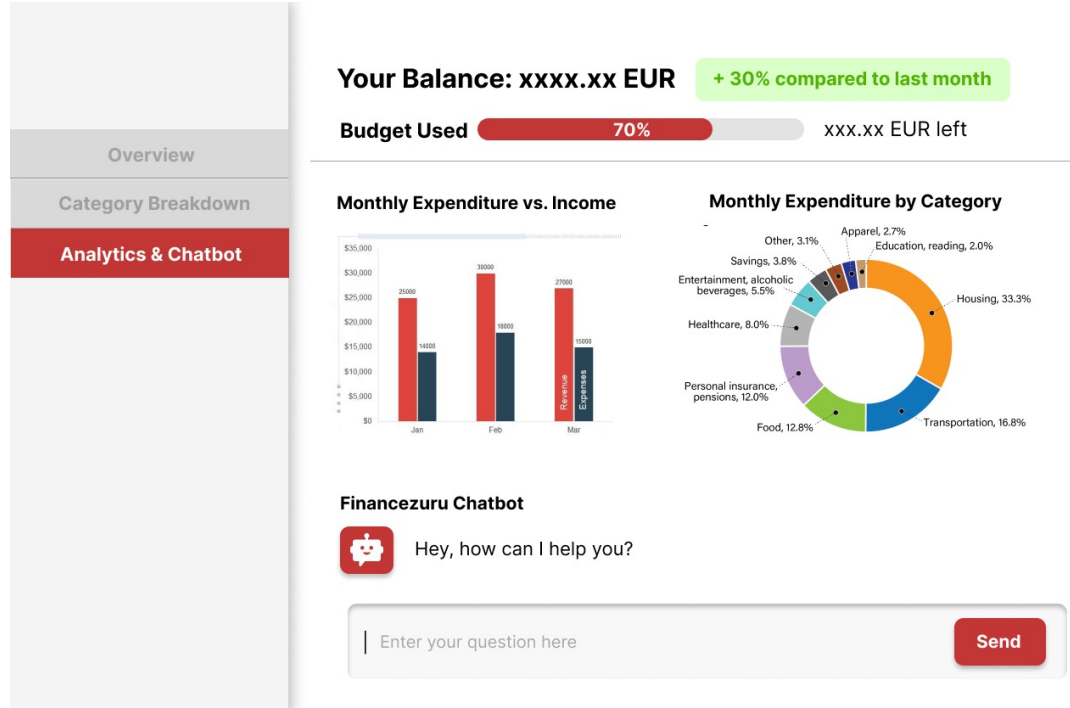 Your Balance: xxxx.xx EUR
+ 30% compared to last month
Budget Used
70%
xxx.xx EUR left
Overview
Category Breakdown
Analytics & Chatbot
Monthly Expenditure vs. Income
$35,000
$30,000
$25,000
$20,000
$15,000
$10,000
$5,000
$0
25000
14000
30000
18000
27000
15000
Revenue
Expenses
Jan
Feb
Mar
Monthly Expenditure by Category
Apparel, 2.7%
Other, 3.1%
Education, reading, 2.0%
Savings, 3.8%
Entertainment, alcoholic
beverages, 5.5%
Housing, 33.3%
Healthcare, 8.0%
Personal insurance,
pensions, 12.0%
Food, 12.8%
Transportation, 16.8%
Financezuru Chatbot
Hey, how can I help you?
Enter your question here
Send